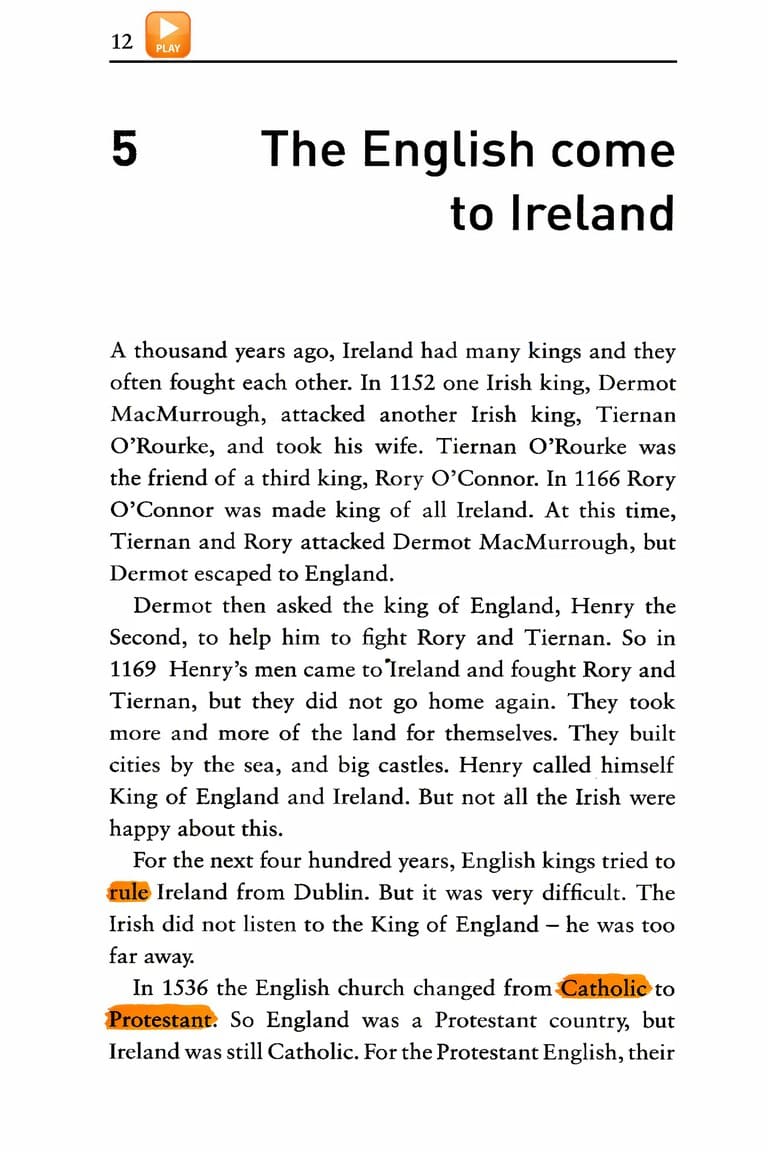 12
PLAY
5
The English come
to Ireland
A thousand years ago, Ireland had many kings and they
often fought each other. In 1152 one Irish king, Dermot
MacMurrough, attacked another Irish king, Tiernan
O'Rourke, and took his wife. Tiernan O'Rourke was
the friend of a third king, Rory O'Connor. In 1166 Rory
O'Connor was made king of all Ireland. At this time,
Tiernan and Rory attacked Dermot MacMurrough, but
Dermot escaped to England.
Dermot then asked the king of England, Henry the
Second, to help him to fight Rory and Tiernan. So in
1169 Henry's men came to Ireland and fought Rory and
Tiernan, but they did not go home again. They took
more and more of the land for themselves. They built
cities by the sea, and big castles. Henry called himself
King of England and Ireland. But not all the Irish were
happy about this.
For the next four hundred years, English kings tried to
rule Ireland from Dublin. But it was very difficult. The
Irish did not listen to the King of England – he was too
far away.
In 1536 the English church changed from Catholic to
Protestant. So England was a Protestant country, but
Ireland was still Catholic. For the Protestant English, their